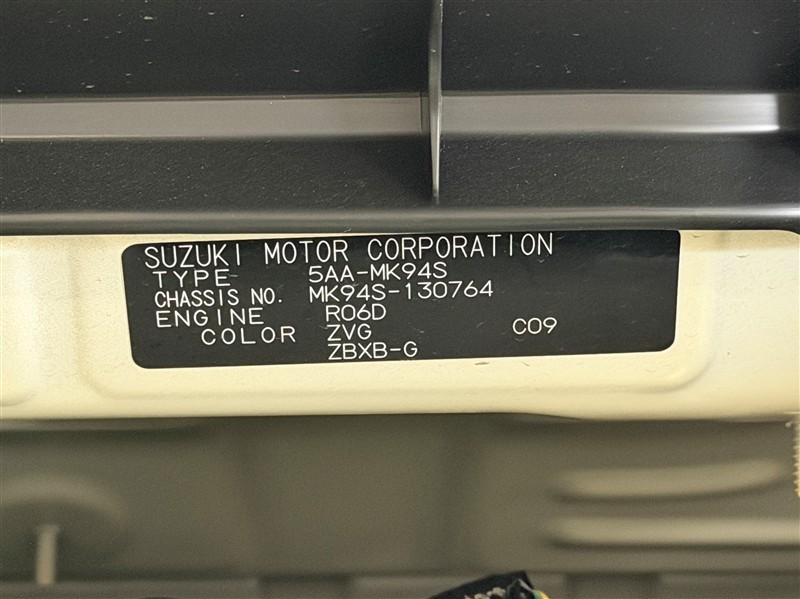 SUZUKI MOTOR CORPORATION
TYPE 5AA-MK94S
CHASSIS NO. MK94S-130764
ENGINE R06D
COLOR ZVG C09
ZBXB-G